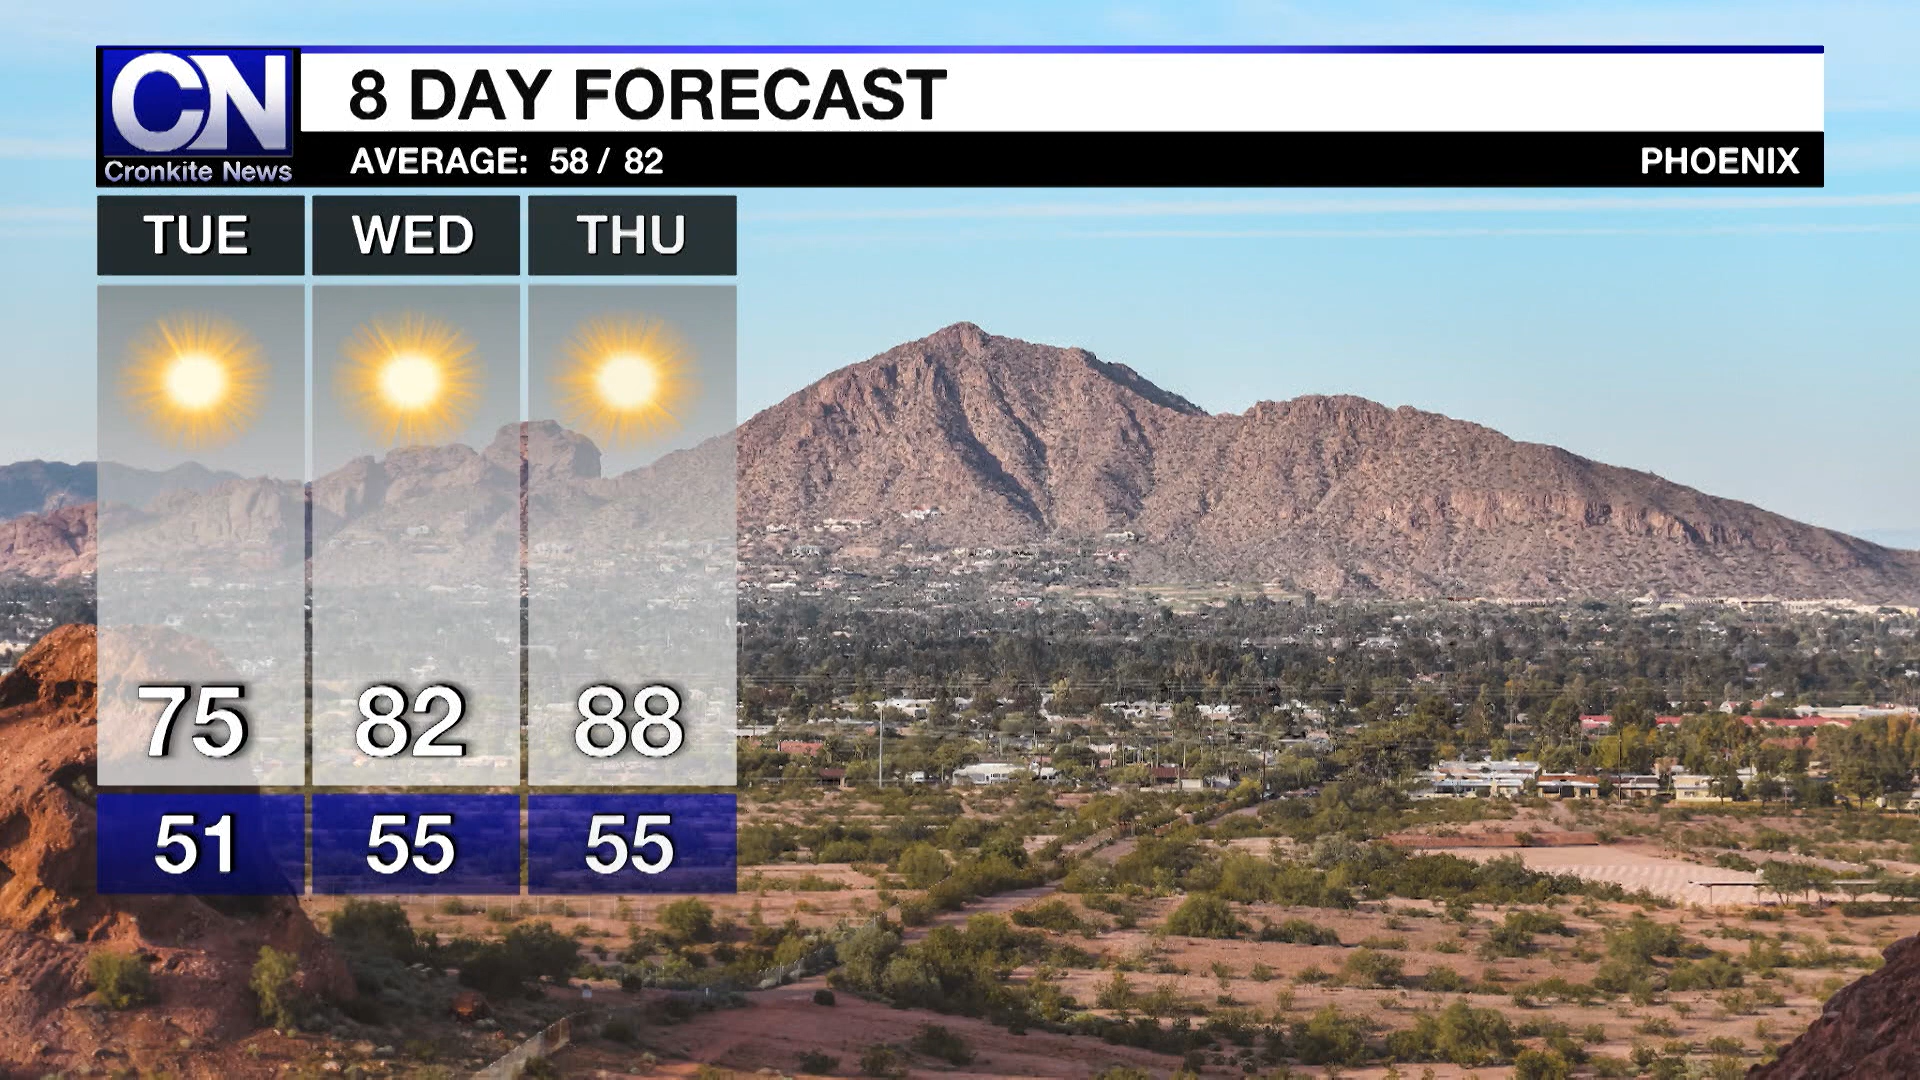 CN
Cronkite News
8 DAY FORECAST
AVERAGE: 58 / 82
PHOENIX
TUE WED THU
75 82 88
51 55 55